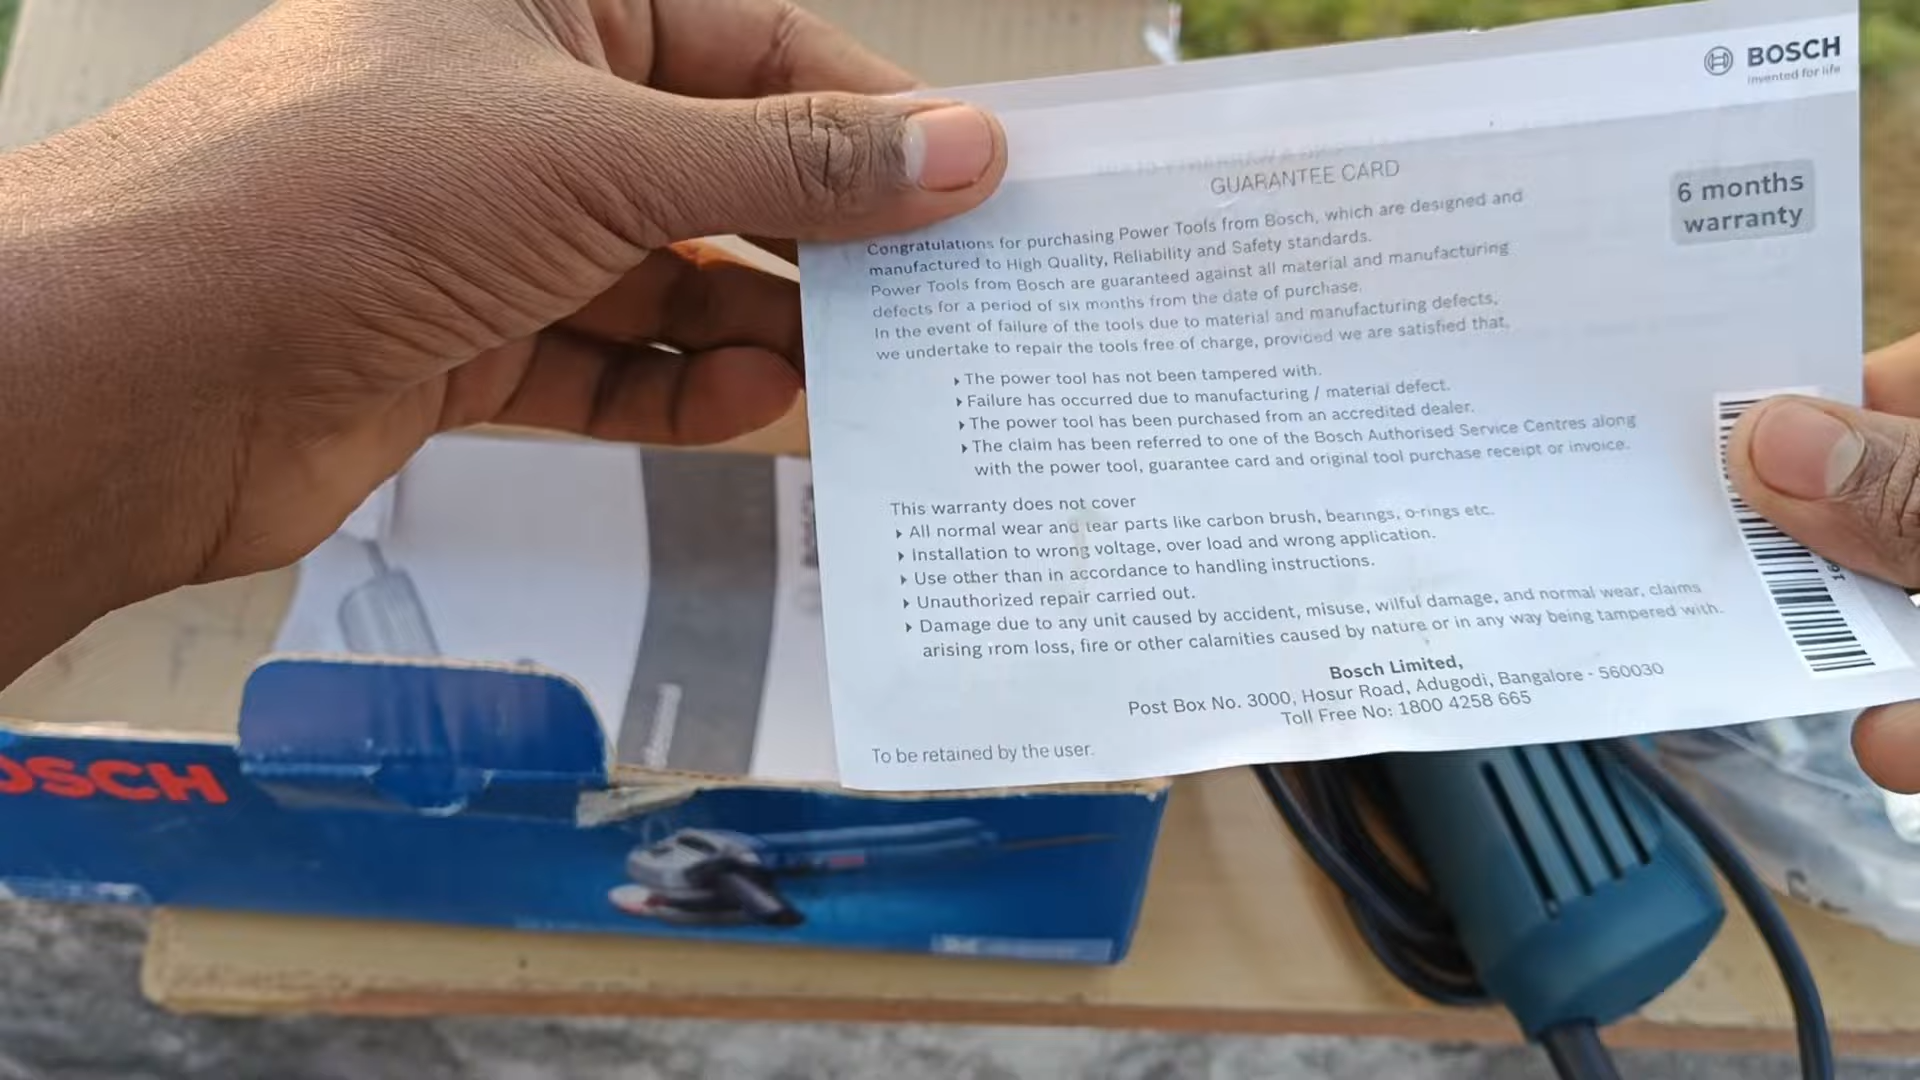 BOSCH
Invented for life
GUARANTEE CARD
6 months
warranty
Congratulations for purchasing Power Tools from Bosch, which are designed and
manufactured to High Quality, Reliability and Safety standards.
Power Tools from Bosch are guaranteed against all material and manufacturing
defects for a period of six months from the date of purchase.
In the event of failure of the tools due to material and manufacturing defects,
we undertake to repair the tools free of charge, provided we are satisfied that,
The power tool has not been tampered with.
Failure has occurred due to manufacturing / material defect.
The power tool has been purchased from an accredited dealer.
The claim has been referred to one of the Bosch Authorised Service Centres along
with the power tool, guarantee card and original tool purchase receipt or invoice.
This warranty does not cover
All normal wear and tear parts like carbon brush, bearings, o-rings etc.
Installation to wrong voltage, over load and wrong application.
Use other than in accordance to handling instructions.
Unauthorized repair carried out.
Damage due to any unit caused by accident, misuse, wilful damage, and normal wear, claims
arising from loss, fire or other calamities caused by nature or in any way being tampered with.
Bosch Limited,
Post Box No. 3000, Hosur Road, Adugodi, Bangalore - 560030
Toll Free No: 1800 4258 665
To be retained by the user.
OSCH